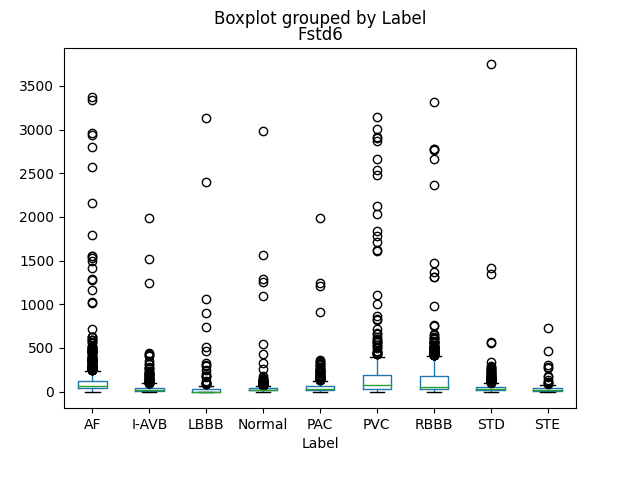 Boxplot grouped by Label
Fstd6
3500
3000
2500
2000
1500
1000
500
0
AF I-AVB LBBB Normal PAC PVC RBBB STD STE
Label